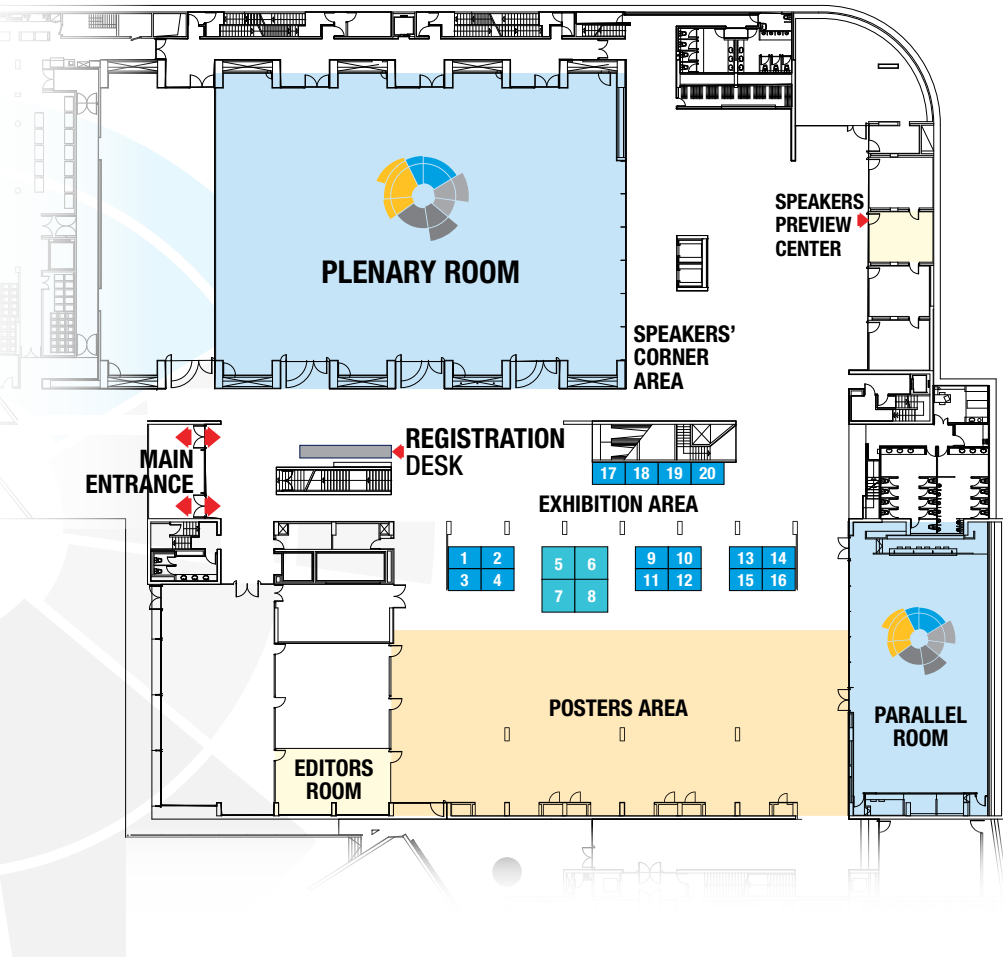 SPEAKERS
PREVIEW
CENTER
PLENARY ROOM
SPEAKERS’
CORNER
AREA
REGISTRATION
DESK
MAIN
ENTRANCE
17 18 19 20
EXHIBITION AREA
1 2
3 4
5 6
7 8
9 10
11 12
13 14
15 16
POSTERS AREA
PARALLEL
ROOM
EDITORS
ROOM